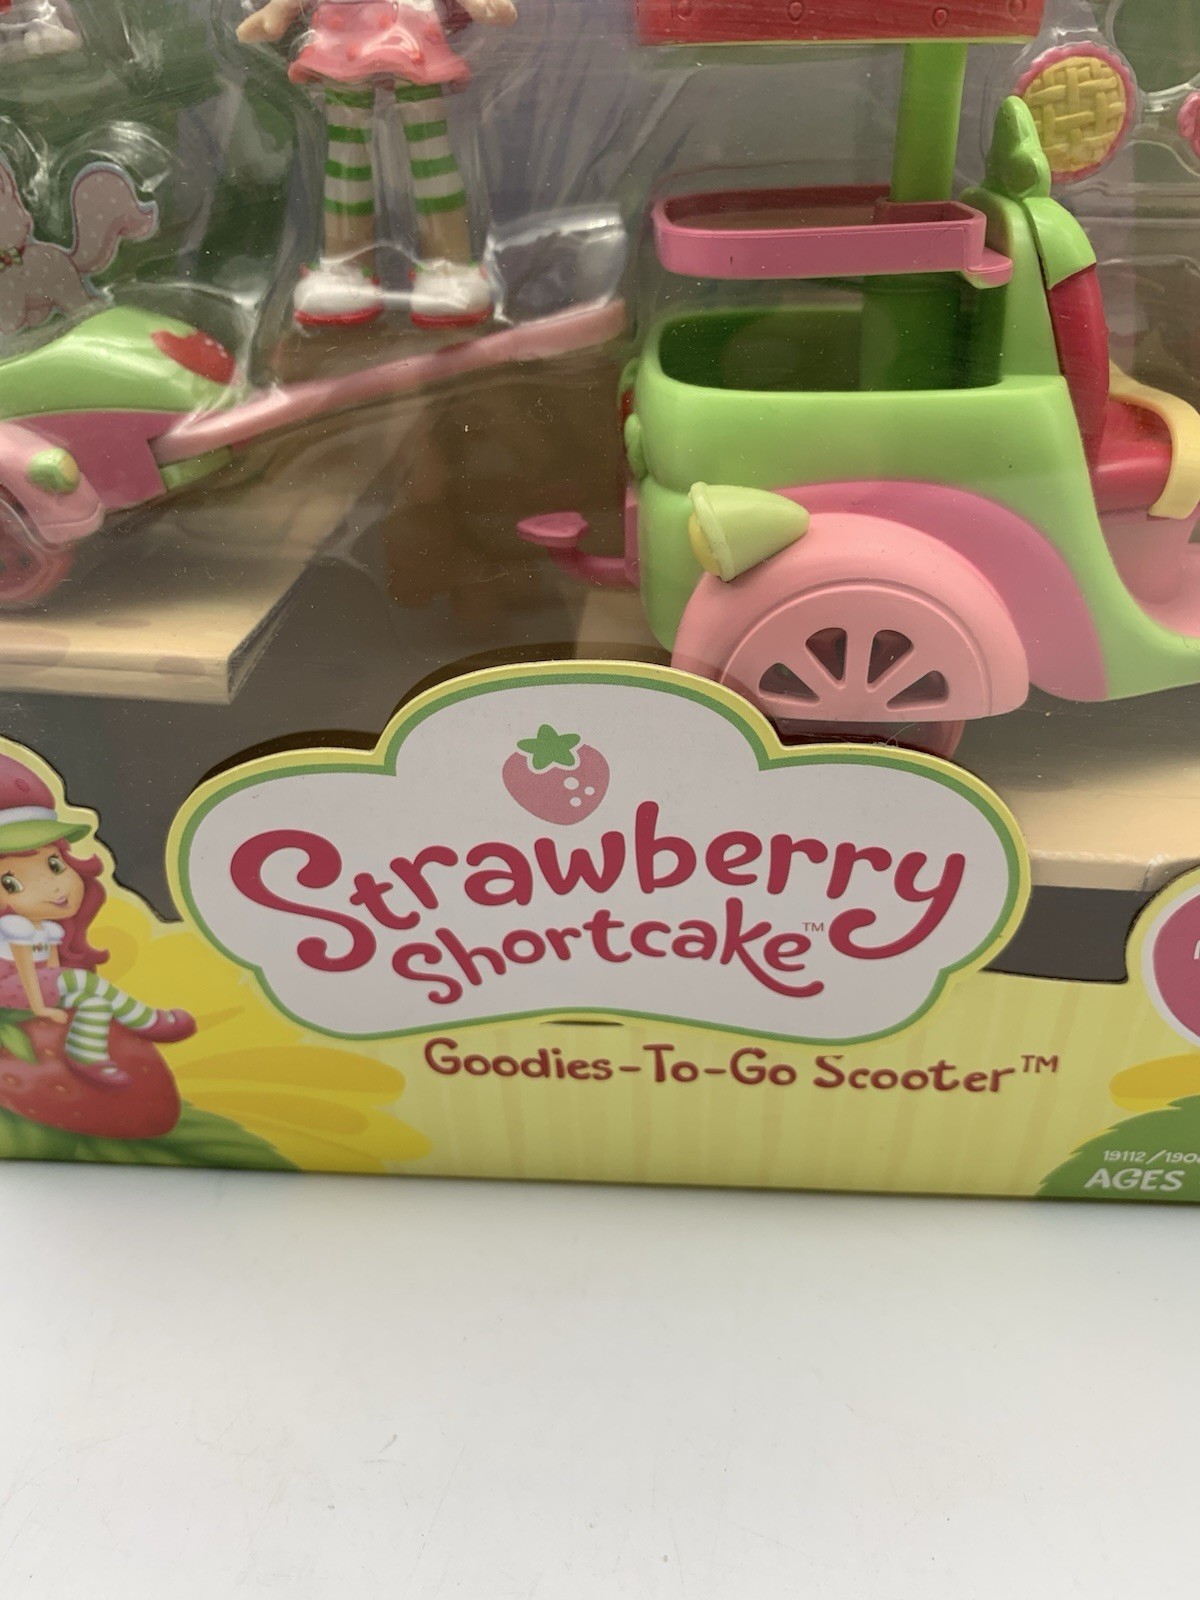 Strawberry
Shortcake™
Goodies-To-Go Scooter™
AGES